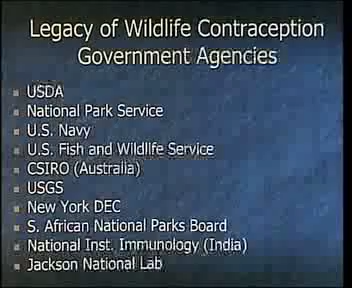 Legacy of Wildlife Contraception
Government Agencies
USDA
National Park Service
U.S. Navy
U.S. Fish and Wildlife Service
CSIRO (Australia)
USGS
New York DEC
S. African National Parks Board
National Inst. Immunology (India)
Jackson National Lab